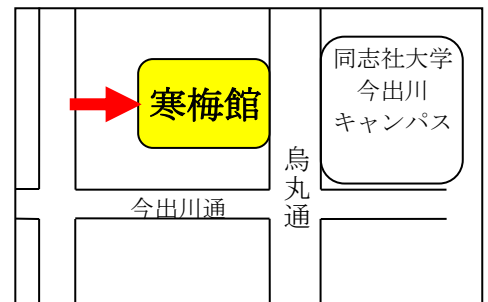 寒梅館
同志社大学
今出川
キャンパス
烏丸通
今出川通